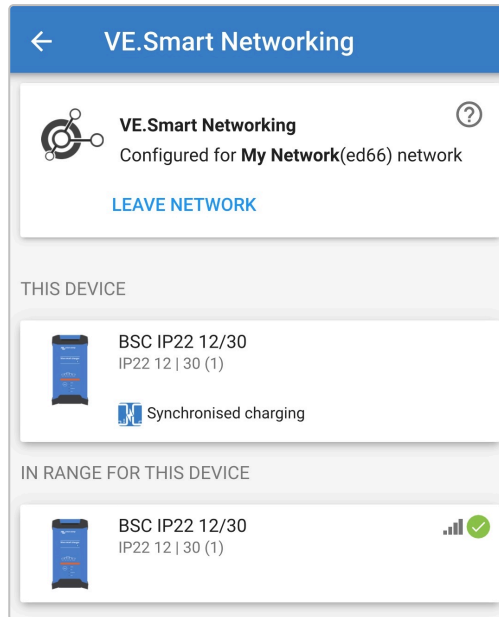 VE.Smart Networking
VE.Smart Networking
Configured for My Network(ed66) network
LEAVE NETWORK
THIS DEVICE
BSC IP22 12/30
IP22 12 | 30 (1)
Synchronised charging
IN RANGE FOR THIS DEVICE
BSC IP22 12/30
IP22 12 | 30 (1)